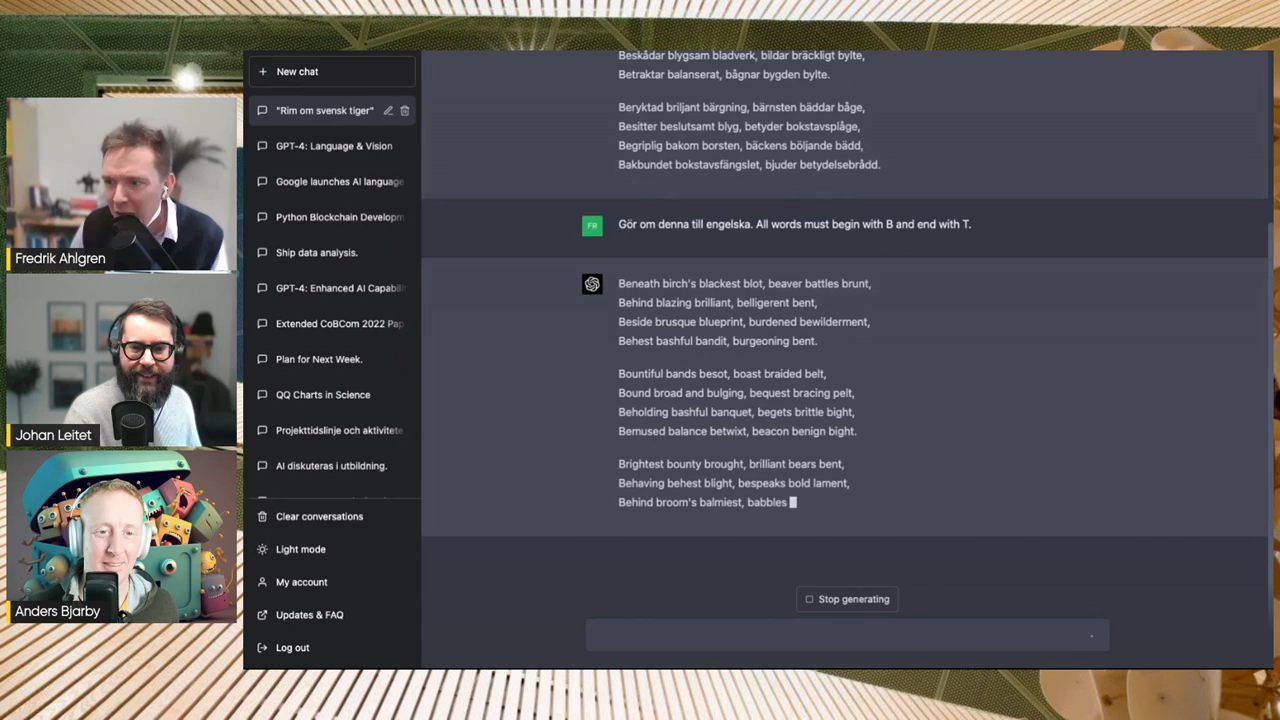 Fredrik Ahlgren
Johan Leitet
Anders Bjarby
New chat
"Rim om svensk tiger"
GPT-4: Language & Vision
Google launches AI language
Python Blockchain Developm
Ship data analysis.
GPT-4: Enhanced AI Capabili
Extended CoBCom 2022 Pap
Plan for Next Week.
QQ Charts in Science
Projekttidslinje och aktivitete
AI diskuteras i utbildning.
Clear conversations
Light mode
My account
Updates & FAQ
Log out
Beskådar blygsam bladverk, bildar bräckligt bylte,
Betraktar balanserat, bågnar bygden bylte.
Beryktad briljant bärgning, bärnsten bäddar båge,
Besitter beslutsamt blyg, betyder bokstavsplåge,
Begriplig bakom borsten, bäckens böljande bädd,
Bakbundet bokstavsfängslet, bjuder betydelsebrådd.
FR
Gör om denna till engelska. All words must begin with B and end with T.
Beneath birch's blackest blot, beaver battles brunt,
Behind blazing brilliant, belligerent bent,
Beside brusque blueprint, burdened bewilderment,
Behest bashful bandit, burgeoning bent.
Bountiful bands besot, boast braided belt,
Bound broad and bulging, bequest bracing pelt,
Beholding bashful banquet, begets brittle bight,
Bemused balance betwixt, beacon benign bight.
Brightest bounty brought, brilliant bears bent,
Behaving behest blight, bespeaks bold lament,
Behind broom's balmiest, babbles
Stop generating